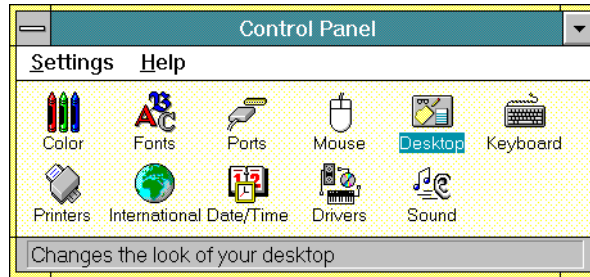 Control Panel
Settings Help
Color Fonts Ports Mouse Desktop Keyboard
Printers International Date/Time Drivers Sound
Changes the look of your desktop